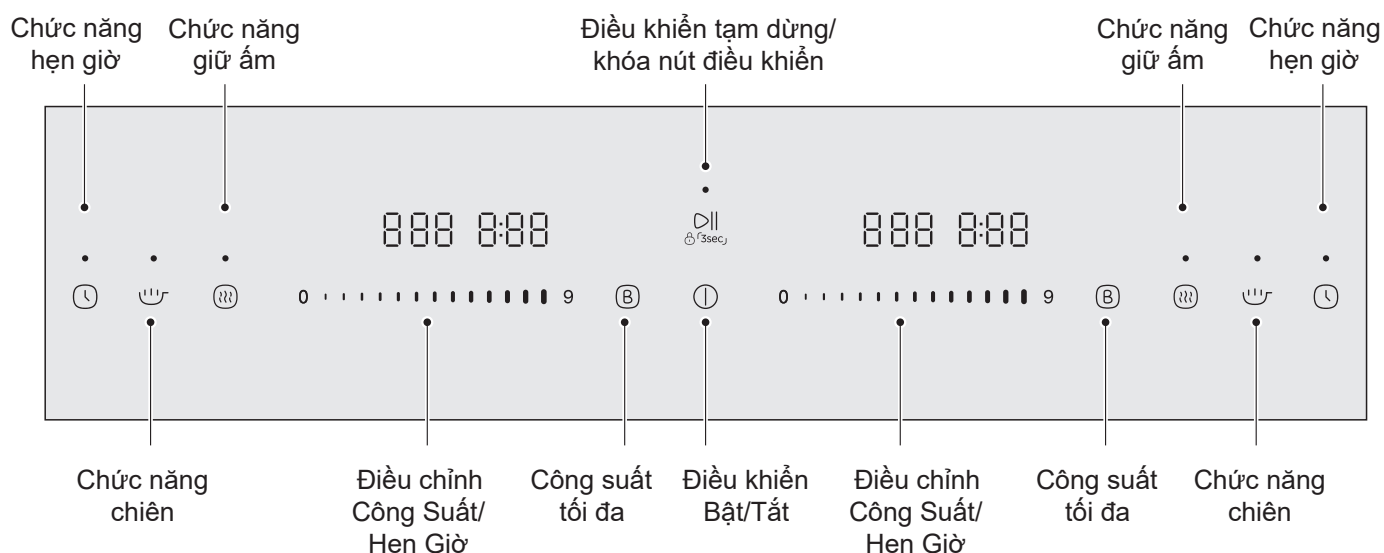 Chức năng
hẹn giờ
Chức năng
giữ ấm
Điều khiển tạm dừng/
khóa nút điều khiển
Chức năng
giữ ấm
Chức năng
hẹn giờ
888 8:88
3sec
888 8:88
0
9
B
0
9
B
Chức năng
chiên
Điều chỉnh
Công Suất/
Hẹn Giờ
Công suất
tối đa
Điều khiển
Bật/Tắt
Điều chỉnh
Công Suất/
Hẹn Giờ
Công suất
tối đa
Chức năng
chiên